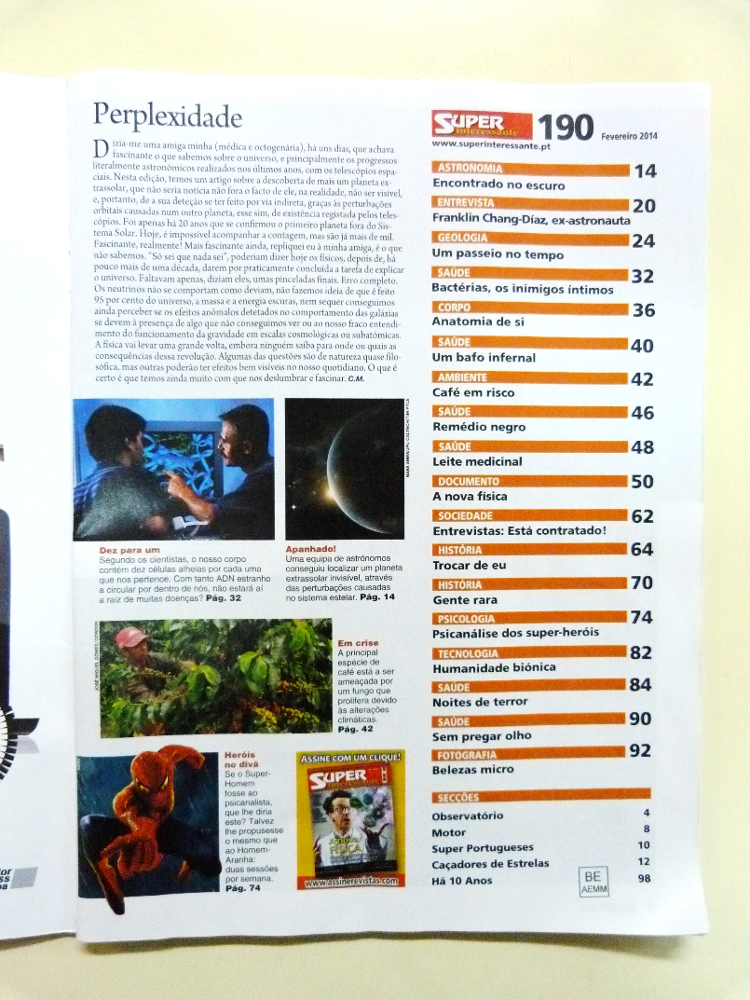 Perplexidade
Dizia-me uma amiga minha (médica e octogenária), há uns dias, que achava
fascinante o que sabemos sobre o universo, e principalmente os progressos
literalmente astronómicos realizados nos últimos anos, com os telescópios espa-
ciais. Nesta edição, temos um artigo sobre a descoberta de mais um planeta ex-
trassolar, que não seria notícia não fora o facto de ele, na realidade, não ser visível,
e, portanto, de a sua deteção se ter feito por via indireta, graças às perturbações
orbitais causadas num outro planeta, esse sim, de existência registada pelos teles-
cópios. Foi apenas há 20 anos que se confirmou o primeiro planeta fora do Sis-
tema Solar. Hoje, é impossível acompanhar a contagem, mas são já mais de mil.
Fascinante, realmente! Mais fascinante ainda, repliquei eu à minha amiga, é o que
não sabemos. "Só sei que nada sei", poderiam dizer hoje os físicos, depois de, há
pouco mais de uma década, darem por praticamente concluída a tarefa de explicar
o universo. Faltavam apenas, diziam eles, umas pinceladas finais. Erro completo.
Os neutrinos não se comportam como deviam, não fazemos ideia de que é feito
95 por cento do universo, a massa e a energia escuras, nem sequer conseguimos
ainda perceber se os efeitos anómalos detetados no comportamento das galáxias
se devem à presença de algo que não conseguimos ver ou ao nosso fraco entendi-
mento do funcionamento da gravidade em escalas cosmológicas ou subatómicas.
A física vai levar uma grande volta, embora ninguém saiba para onde ou quais as
consequências dessa revolução. Algumas das questões são de natureza quase filo-
sófica, mas outras poderão ter efeitos bem visíveis no nosso quotidiano. O que é
certo é que temos ainda muito com que nos deslumbrar e fascinar. C.M.
Dez para um
Segundo os cientistas, o nosso corpo
contém dez células alheias por cada uma
que nos pertence. Com tanto ADN estranho
a circular por dentro de nós, não estará aí
a raiz de muitas doenças? Pág. 32
Apanhado!
Uma equipa de astrónomos
conseguiu localizar um planeta
extrassolar invisível, através
das perturbações causadas
no sistema estelar. Pág. 14
Em crise
A principal
espécie de
café está a ser
ameaçada por
um fungo que
prolifera devido
às alterações
climáticas.
Pág. 42
Heróis
no divã
Se o Super-
Homem
fosse ao
psicanalista,
que lhe diria
este? Talvez
lhe propusesse
o mesmo que
ao Homem-
Aranha:
duas sessões
por semana.
Pág. 74
ASSINE COM UM CLIQUE!
SUPER
interessante
FÍSICA
www.assinerevistas.com
SUPER interessante 190 Fevereiro 2014
www.superinteressante.pt
ASTRONOMIA 14
Encontrado no escuro
ENTREVISTA 20
Franklin Chang-Díaz, ex-astronauta
GEOLOGIA 24
Um passeio no tempo
SAÚDE 32
Bactérias, os inimigos íntimos
CORPO 36
Anatomia de si
SAÚDE 40
Um bafo infernal
AMBIENTE 42
Café em risco
SAÚDE 46
Remédio negro
SAÚDE 48
Leite medicinal
DOCUMENTO 50
A nova física
SOCIEDADE 62
Entrevistas: Está contratado!
HISTÓRIA 64
Trocar de eu
HISTÓRIA 70
Gente rara
PSICOLOGIA 74
Psicanálise dos super-heróis
TECNOLOGIA 82
Humanidade biónica
SAÚDE 84
Noites de terror
SAÚDE 90
Sem pregar olho
FOTOGRAFIA 92
Belezas micro
SECÇÕES
Observatório 4
Motor 8
Super Portugueses 10
Caçadores de Estrelas 12
Há 10 Anos 98
BE
AEMM